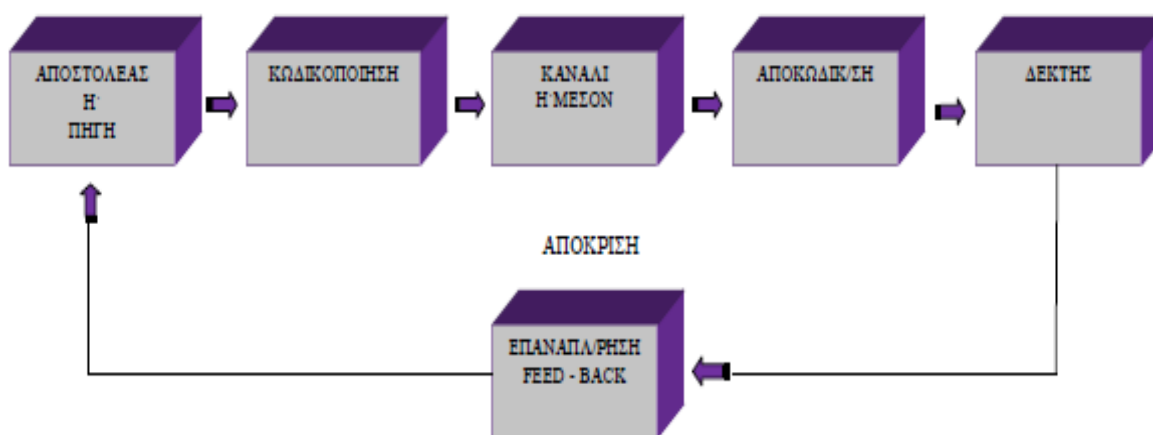 ΑΠΟΣΤΟΛΕΑΣ
Η΄
ΠΗΓΗ
ΚΩΔΙΚΟΠΟΙΗΣΗ
ΚΑΝΑΛΙ
Η΄ΜΕΣΟΝ
ΑΠΟΚΩΔΙΚ/ΣΗ
ΔΕΚΤΗΣ
ΑΠΟΚΡΙΣΗ
ΕΠΑΝΑΠΛ/ΡΗΣΗ
FEED - BACK